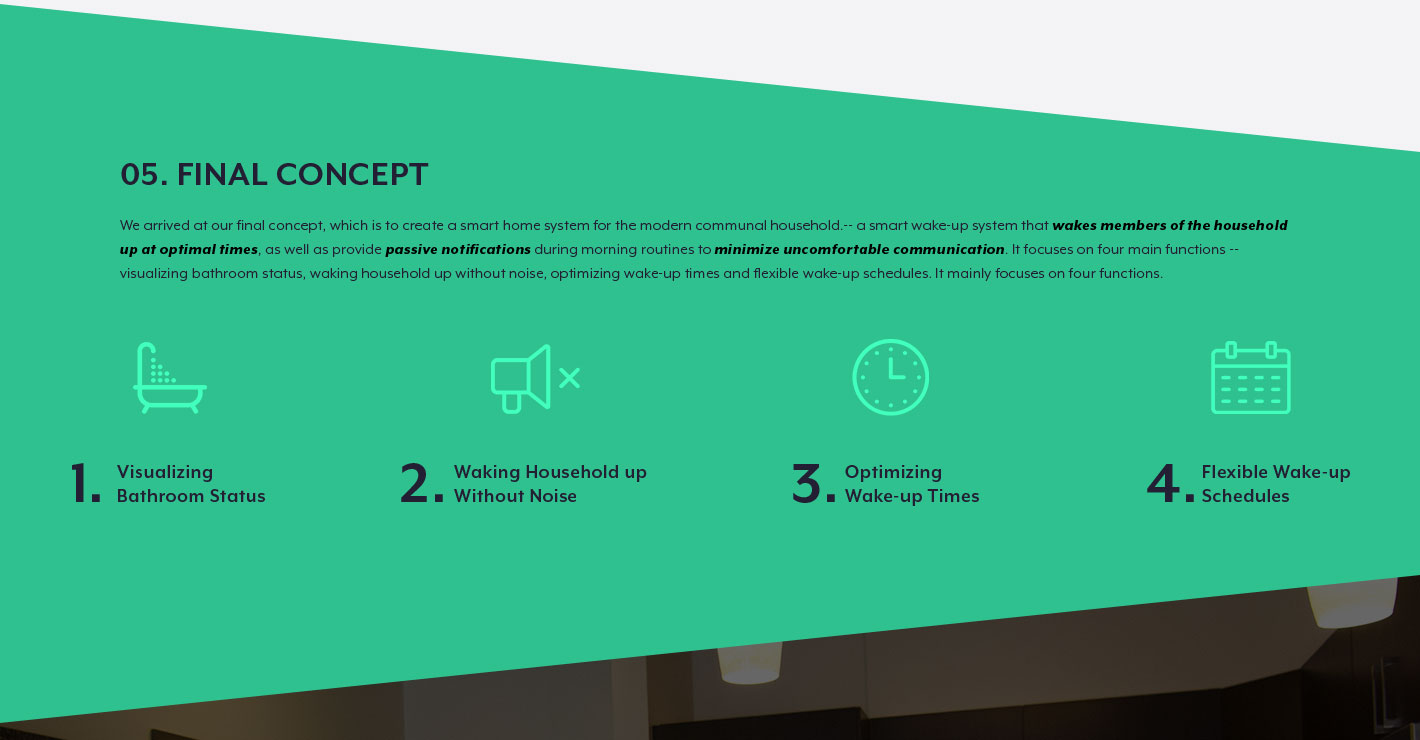 05. FINAL CONCEPT
We arrived at our final concept, which is to create a smart home system for the modern communal household.-- a smart wake-up system that wakes members of the household
up at optimal times, as well as provide passive notifications during morning routines to minimize uncomfortable communication. It focuses on four main functions --
visualizing bathroom status, waking household up without noise, optimizing wake-up times and flexible wake-up schedules. It mainly focuses on four functions.
1. Visualizing
Bathroom Status
2. Waking Household up
Without Noise
3. Optimizing
Wake-up Times
4. Flexible Wake-up
Schedules